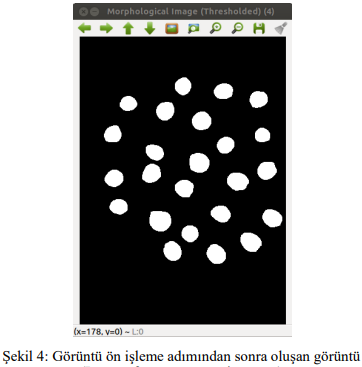 Morphological Image (Thresholded) (4)
(x=178, y=0) ~ L:0
Şekil 4: Görüntü ön işleme adımından sonra oluşan görüntü